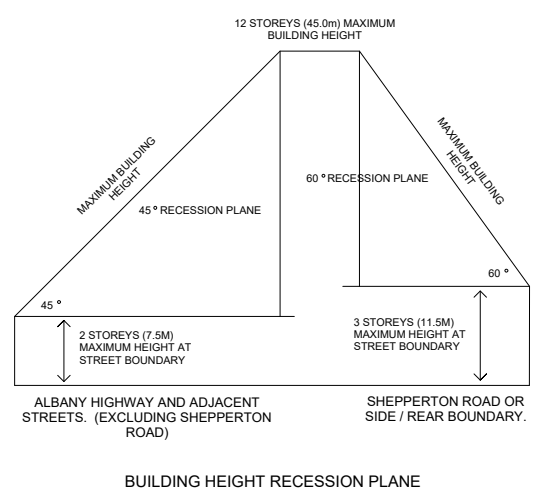 12 STOREYS (45.0m) MAXIMUM
BUILDING HEIGHT
MAXIMUM BUILDING
HEIGHT
MAXIMUM BUILDING
HEIGHT
60 ° RECESSION PLANE
45 ° RECESSION PLANE
60 °
45 °
2 STOREYS (7.5M)
MAXIMUM HEIGHT AT
STREET BOUNDARY
3 STOREYS (11.5M)
MAXIMUM HEIGHT AT
STREET BOUNDARY
ALBANY HIGHWAY AND ADJACENT
STREETS. (EXCLUDING SHEPPERTON
ROAD)
SHEPPERTON ROAD OR
SIDE / REAR BOUNDARY.
BUILDING HEIGHT RECESSION PLANE